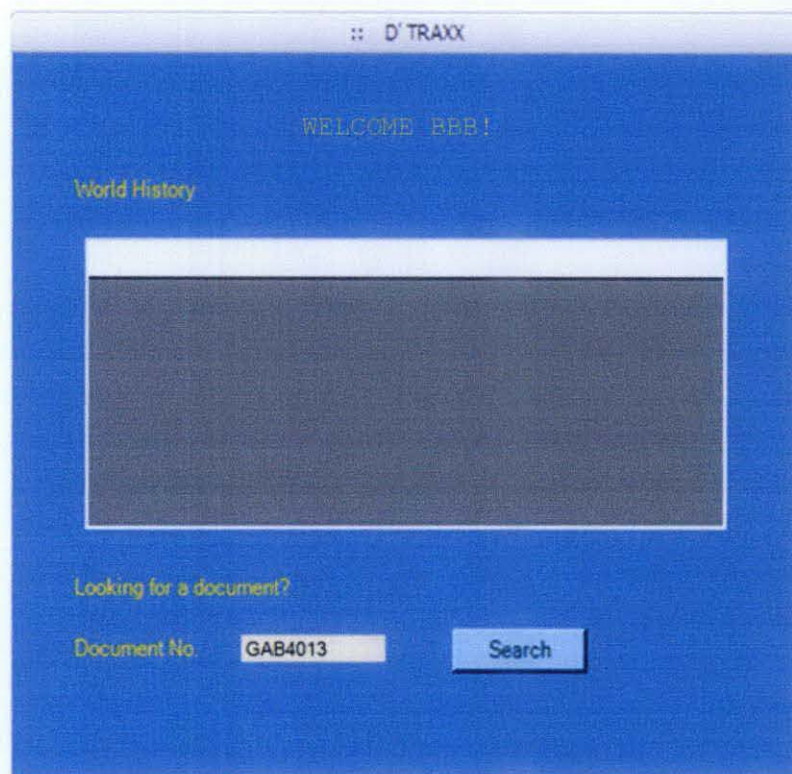 :: D'TRAXX
WELCOME BBB!
World History
Looking for a document?
Document No. GAB4013 Search